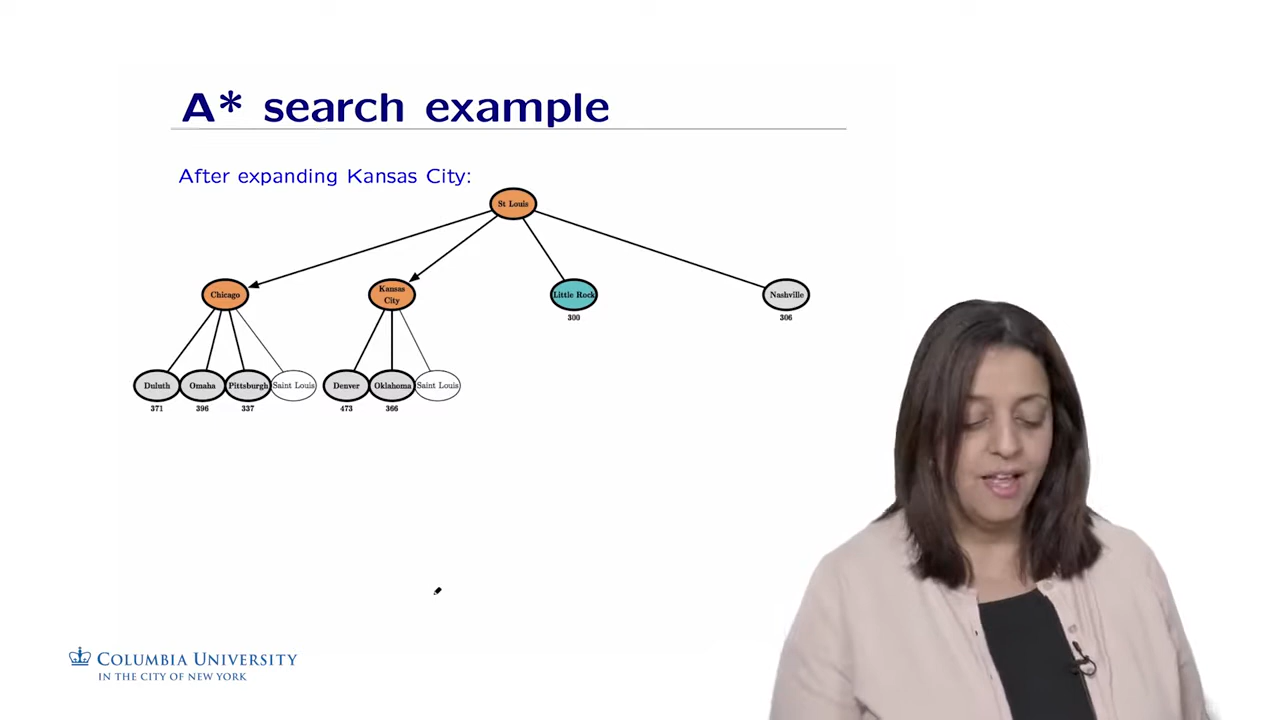 A* search example
After expanding Kansas City:
St Louis
Chicago
Kansas
City
Little Rock
Nashville
300
306
Duluth
Omaha
Pittsburgh
Saint Louis
Denver
Oklahoma
Saint Louis
371
396
337
473
366
COLUMBIA UNIVERSITY
IN THE CITY OF NEW YORK